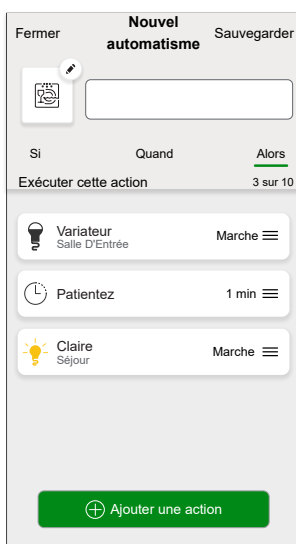 Fermer
Nouvel
automatisme
Sauvegarder
Si
Quand
Alors
Exécuter cette action
3 sur 10
Variateur
Salle D'Entrée
Marche
Patientez
1 min
Claire
Séjour
Marche
Ajouter une action